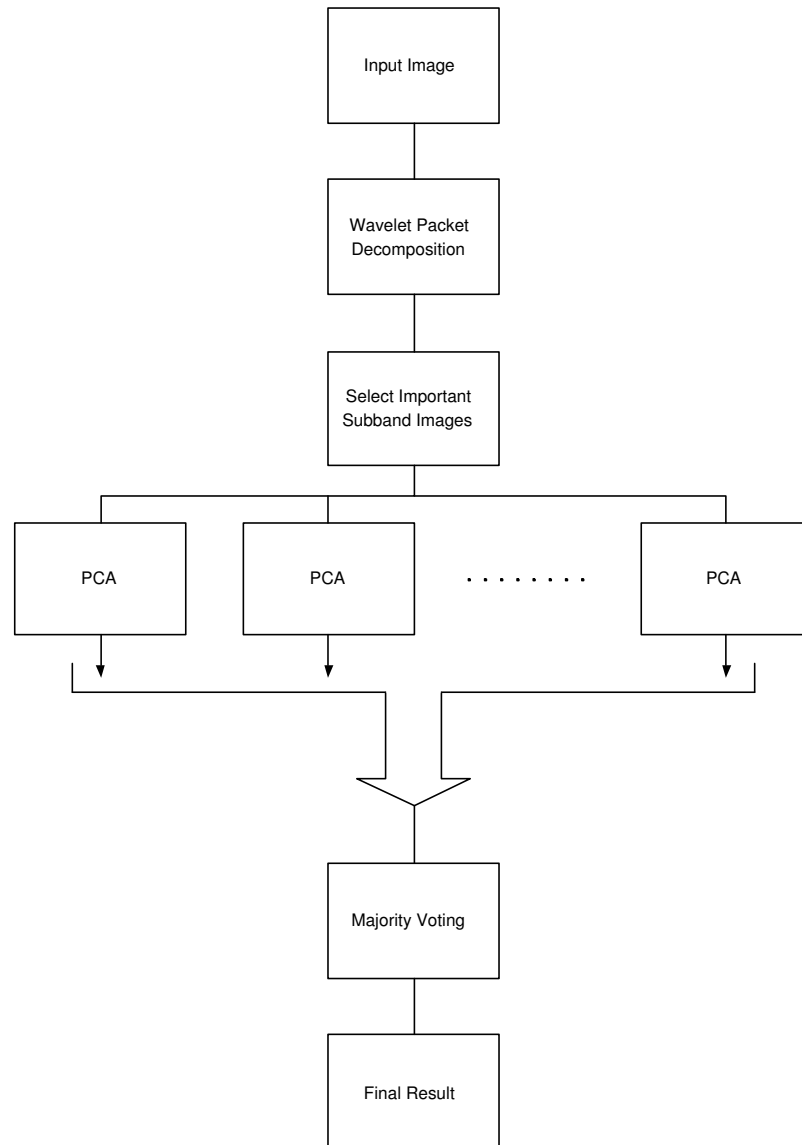 Input Image
Wavelet Packet
Decomposition
Select Important
Subband Images
PCA
PCA
. . . . . . . .
PCA
Majority Voting
Final Result